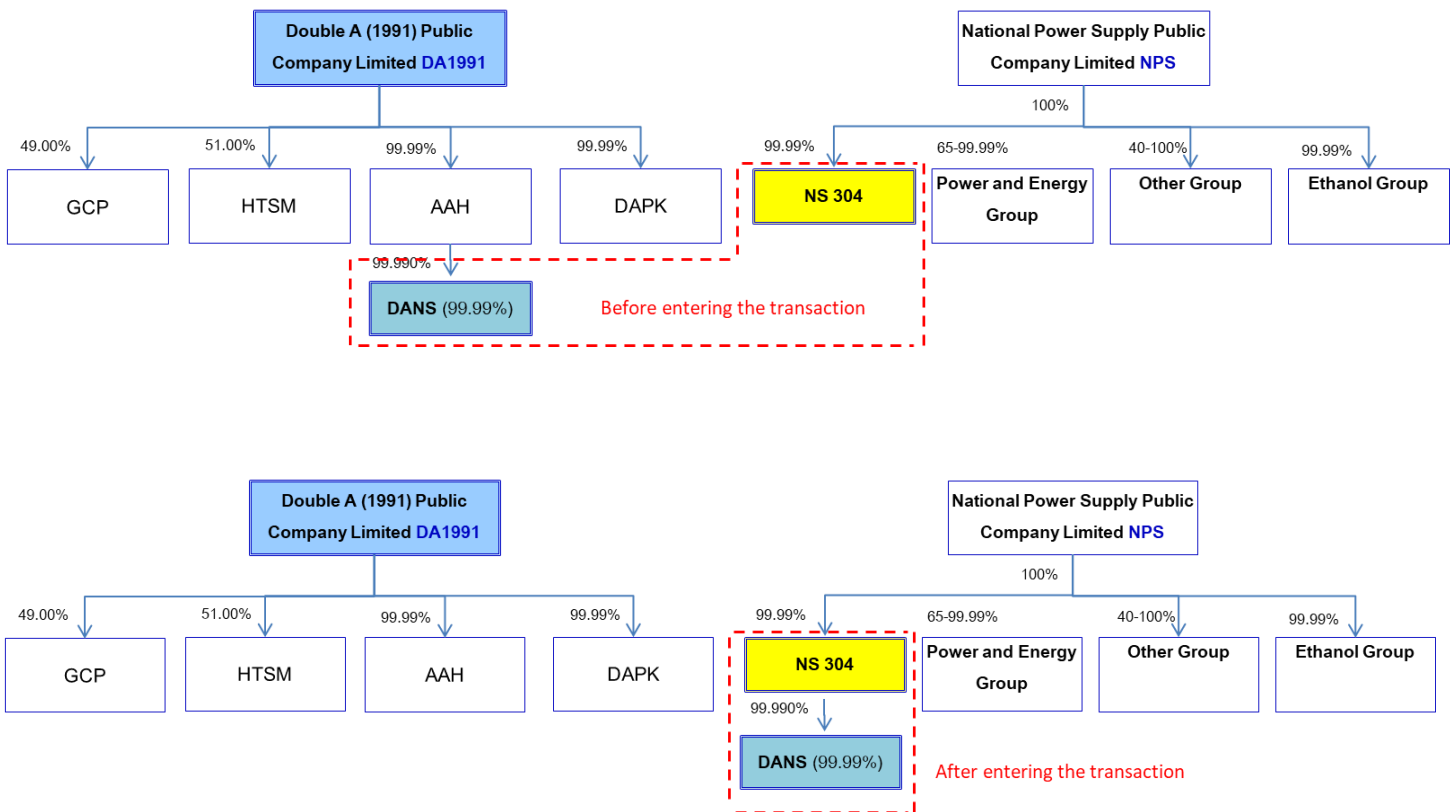 Double A (1991) Public
Company Limited DA1991
National Power Supply Public
Company Limited NPS
100%
49.00%
51.00%
99.99%
99.99%
99.99%
65-99.99%
40-100%
99.99%
GCP
HTSM
AAH
DAPK
NS 304
Power and Energy
Group
Other Group
Ethanol Group
99.990%
DANS (99.99%)
Before entering the transaction
Double A (1991) Public
Company Limited DA1991
National Power Supply Public
Company Limited NPS
100%
49.00%
51.00%
99.99%
99.99%
99.99%
65-99.99%
40-100%
99.99%
GCP
HTSM
AAH
DAPK
NS 304
Power and Energy
Group
Other Group
Ethanol Group
99.990%
DANS (99.99%)
After entering the transaction